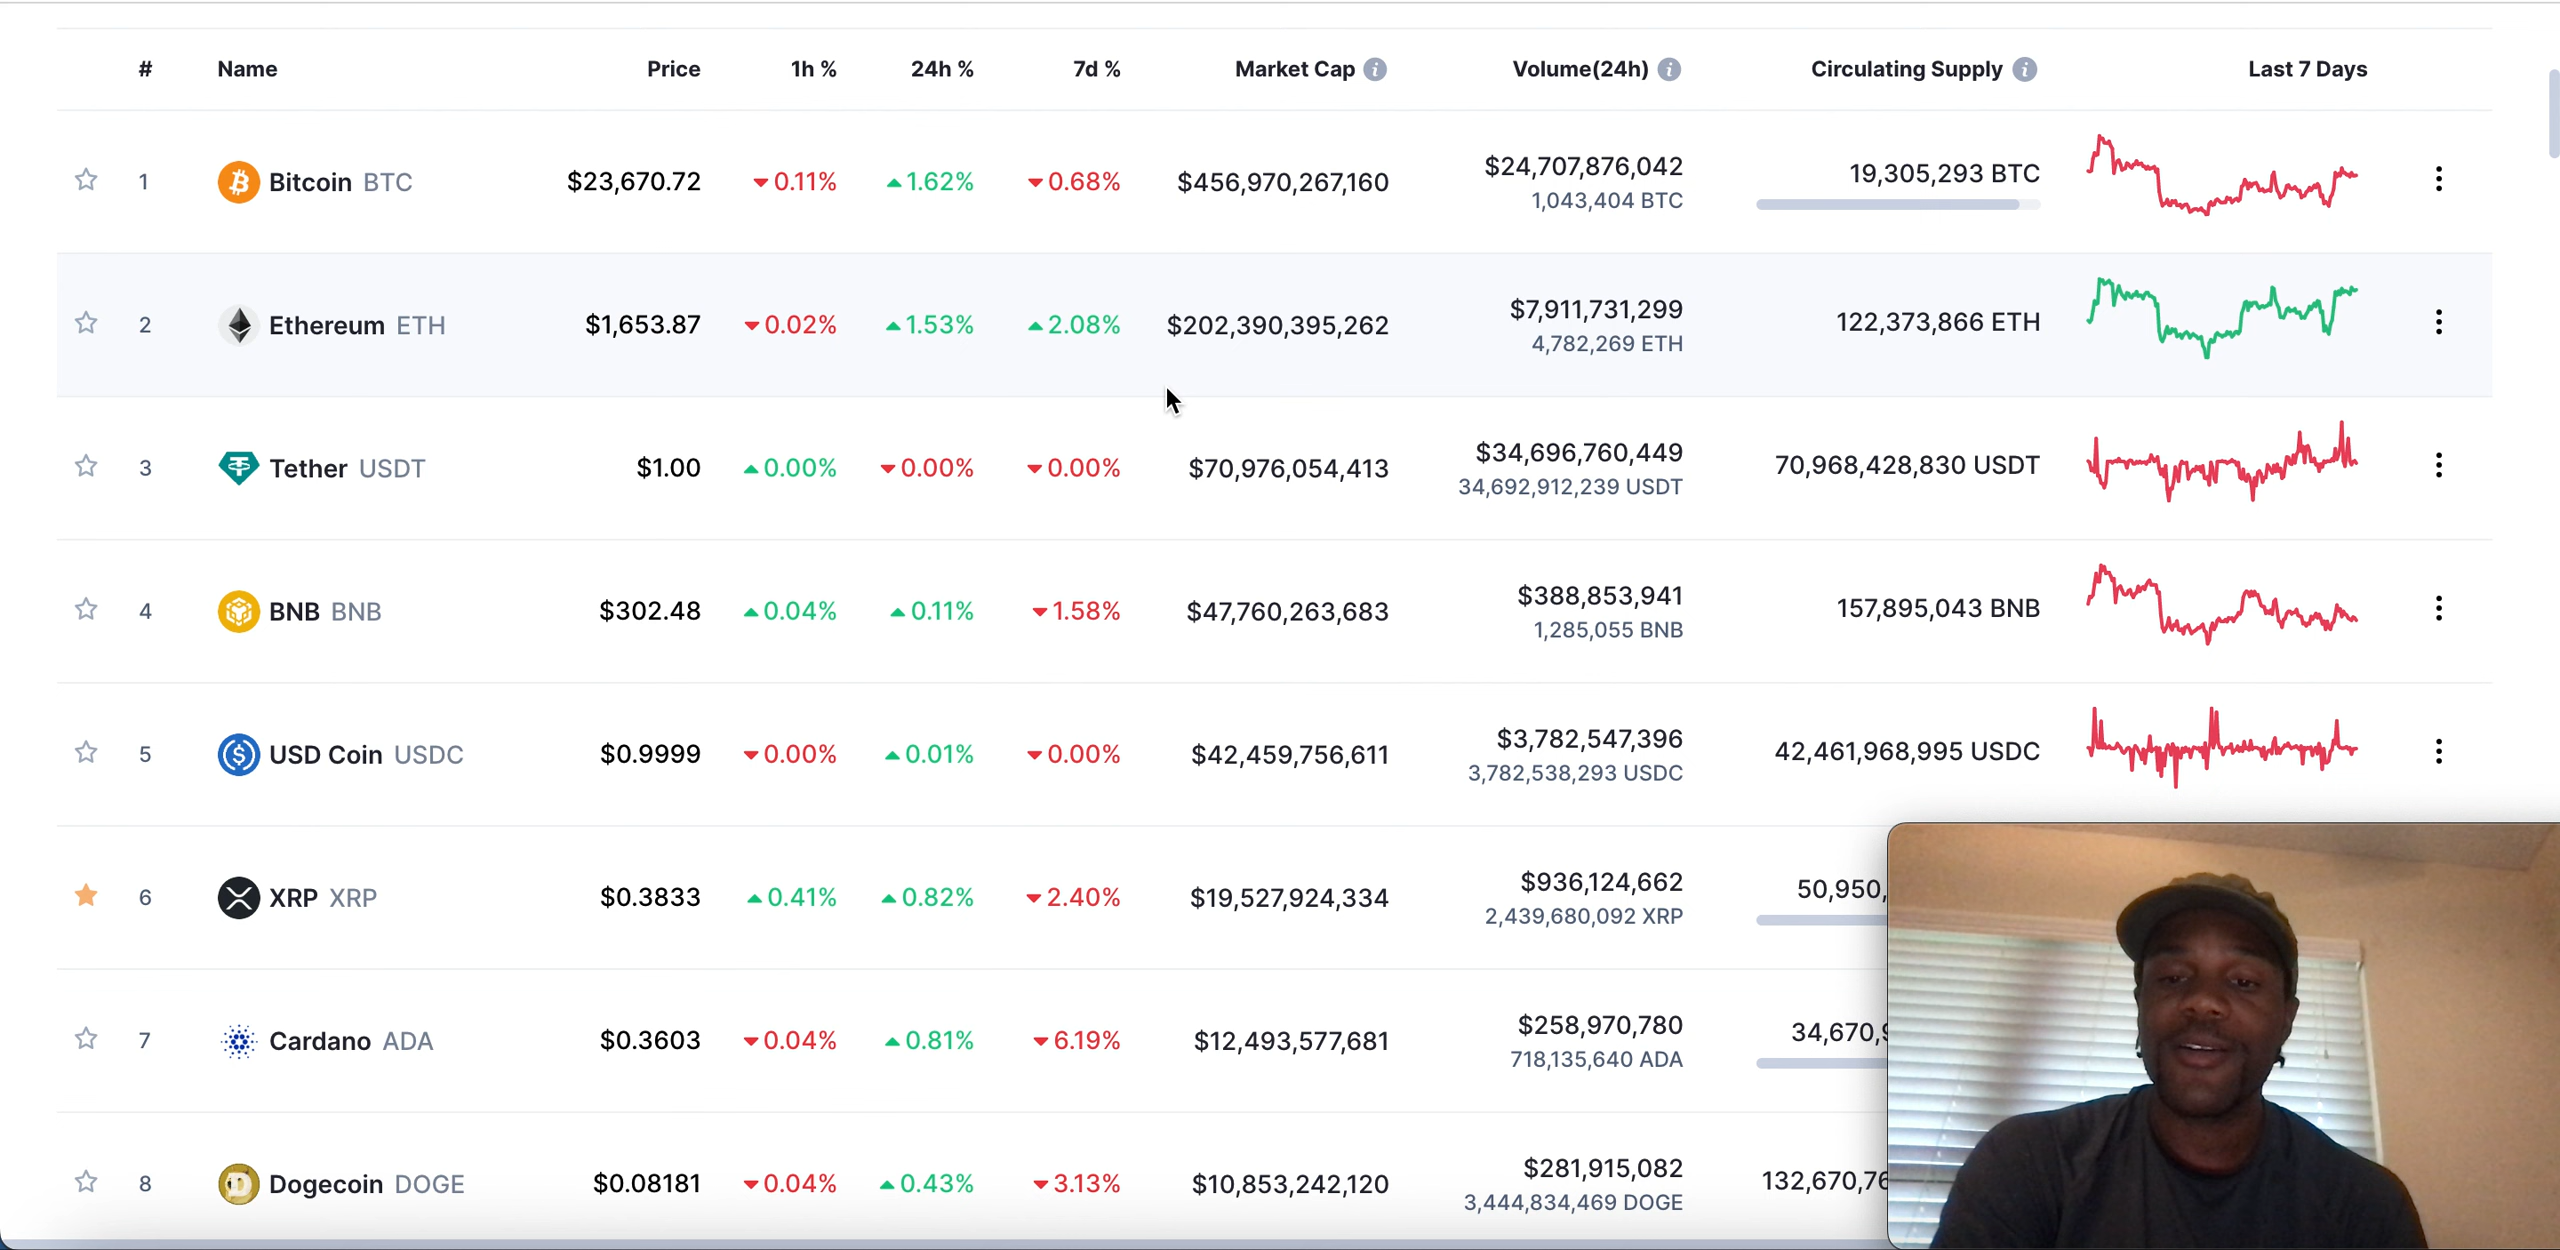 # Name Price 1h % 24h % 7d % Market Cap Volume(24h) Circulating Supply Last 7 Days
1 Bitcoin BTC $23,670.72 0.11% 1.62% 0.68% $456,970,267,160 $24,707,876,042 19,305,293 BTC
1,043,404 BTC
2 Ethereum ETH $1,653.87 0.02% 1.53% 2.08% $202,390,395,262 $7,911,731,299 122,373,866 ETH
4,782,269 ETH
3 Tether USDT $1.00 0.00% 0.00% 0.00% $70,976,054,413 $34,696,760,449 70,968,428,830 USDT
34,692,912,239 USDT
4 BNB BNB $302.48 0.04% 0.11% 1.58% $47,760,263,683 $388,853,941 157,895,043 BNB
1,285,055 BNB
5 USD Coin USDC $0.9999 0.00% 0.01% 0.00% $42,459,756,611 $3,782,547,396 42,461,968,995 USDC
3,782,538,293 USDC
6 XRP XRP $0.3833 0.41% 0.82% 2.40% $19,527,924,334 $936,124,662 50,950,
2,439,680,092 XRP
7 Cardano ADA $0.3603 0.04% 0.81% 6.19% $12,493,577,681 $258,970,780 34,670,9
718,135,640 ADA
8 Dogecoin DOGE $0.08181 0.04% 0.43% 3.13% $10,853,242,120 $281,915,082 132,670,76
3,444,834,469 DOGE